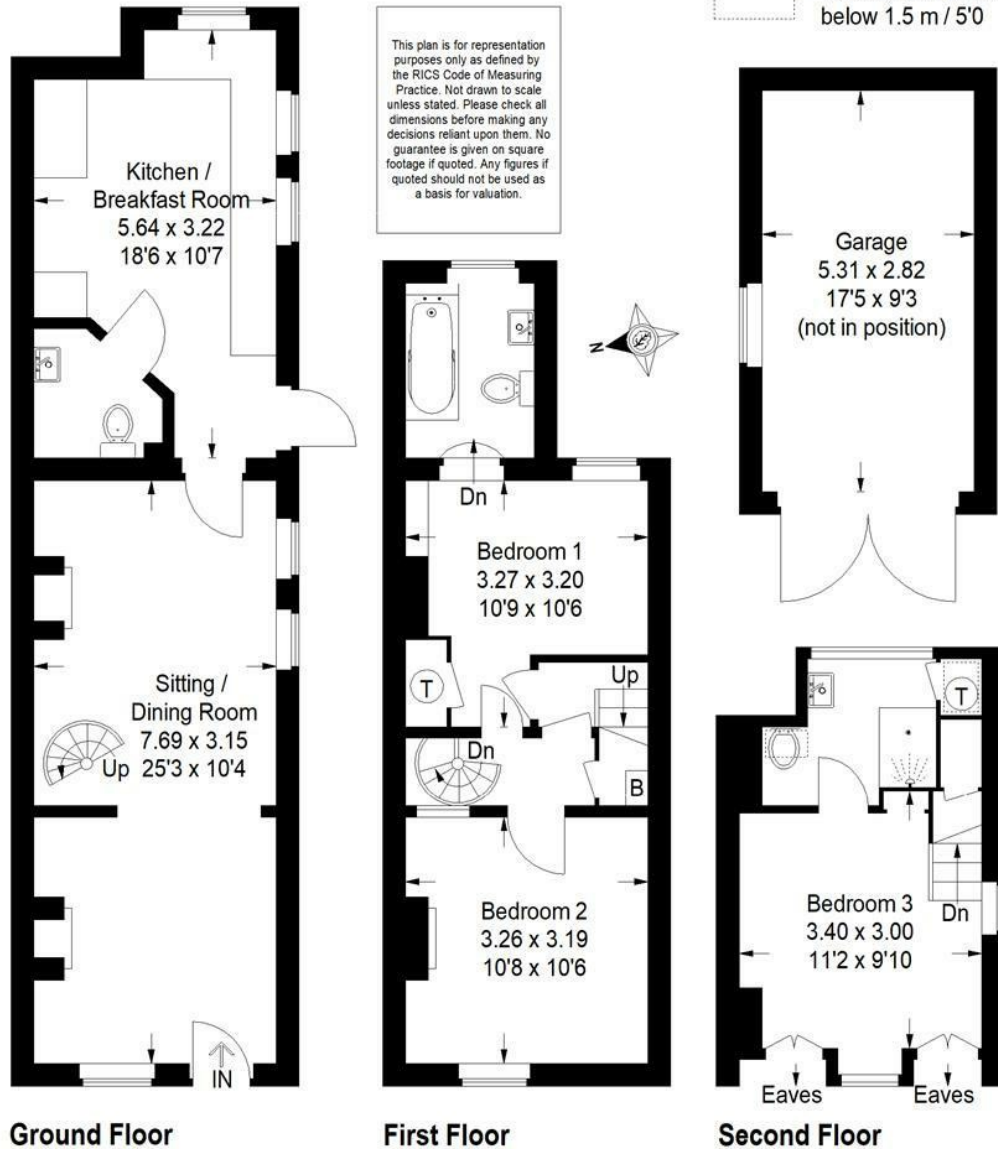 below 1.5 m / 5'0
This plan is for representation
purposes only as defined by
the RICS Code of Measuring
Practice. Not drawn to scale
unless stated. Please check all
dimensions before making any
decisions reliant upon them. No
guarantee is given on square
footage if quoted. Any figures if
quoted should not be used as
a basis for valuation.
Kitchen /
Breakfast Room
5.64 x 3.22
18'6 x 10'7
Sitting /
Dining Room
7.69 x 3.15
25'3 x 10'4
Up
IN
Ground Floor
N
Dn
Bedroom 1
3.27 x 3.20
10'9 x 10'6
T
Up
Dn
B
Bedroom 2
3.26 x 3.19
10'8 x 10'6
First Floor
Garage
5.31 x 2.82
17'5 x 9'3
(not in position)
T
Bedroom 3
3.40 x 3.00
11'2 x 9'10
Dn
Eaves
Eaves
Second Floor